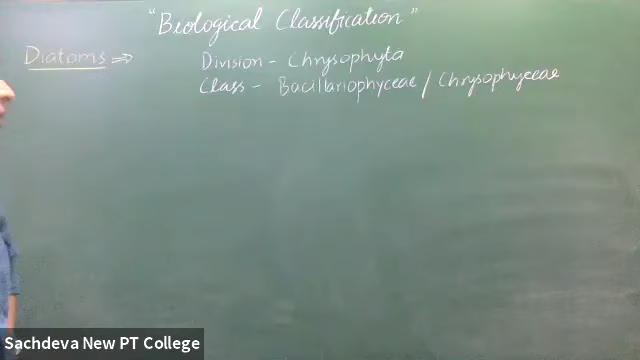 "Biological Classification"
Diatoms ⇒ Division - Chrysophyta
Class - Bacillariophyceae / Chrysophyceae
Sachdeva New PT College